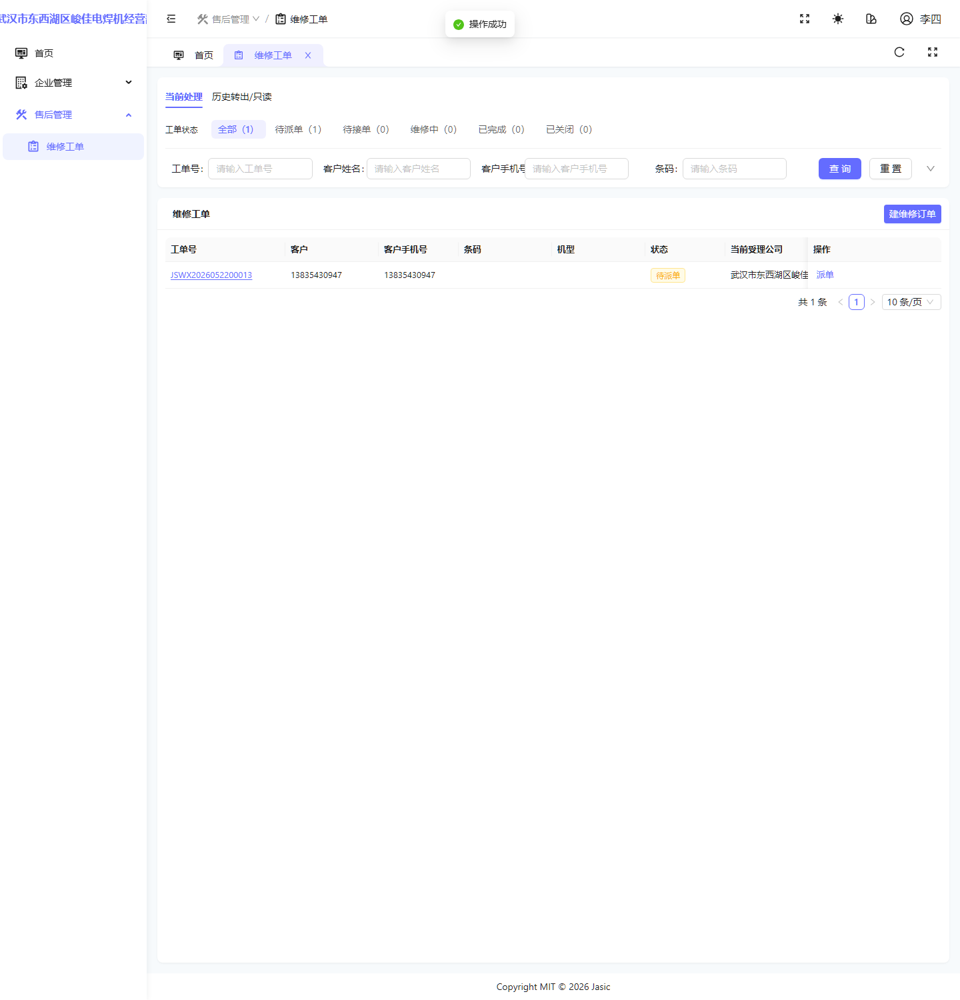 武汉市东西湖区峻佳电焊机经营
售后管理 / 维修工单
操作成功
李四
首页
企业管理
售后管理
维修工单
首页
维修工单
当前处理 历史转出/只读
工单状态 全部（1） 待派单（1） 待接单（0） 维修中（0） 已完成（0） 已关闭（0）
工单号: 请输入工单号 客户姓名: 请输入客户姓名 客户手机号 请输入客户手机号 条码: 请输入条码 查 询 重 置
维修工单 建维修订单
工单号 客户 客户手机号 条码 机型 状态 当前受理公司 操作
JSWX2026052200013 13835430947 13835430947 待派单 武汉市东西湖区峻佳 派单
共 1 条 < 1 > 10 条/页
Copyright MIT © 2026 Jasic